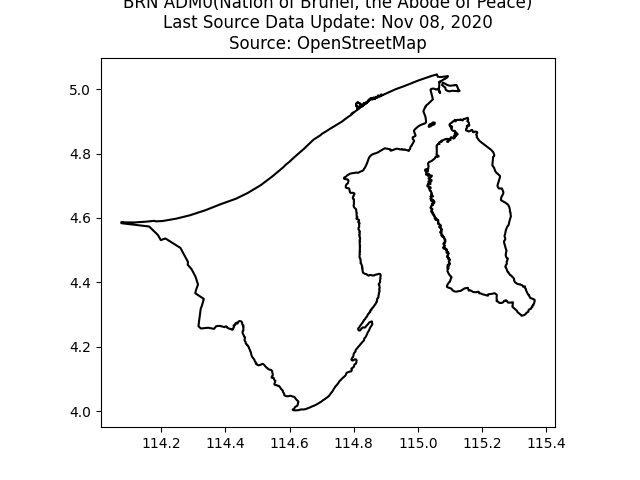 BRN ADM0(Nation of Brunei, the Abode of Peace)
Last Source Data Update: Nov 08, 2020
Source: OpenStreetMap
5.0
4.8
4.6
4.4
4.2
4.0
114.2 114.4 114.6 114.8 115.0 115.2 115.4